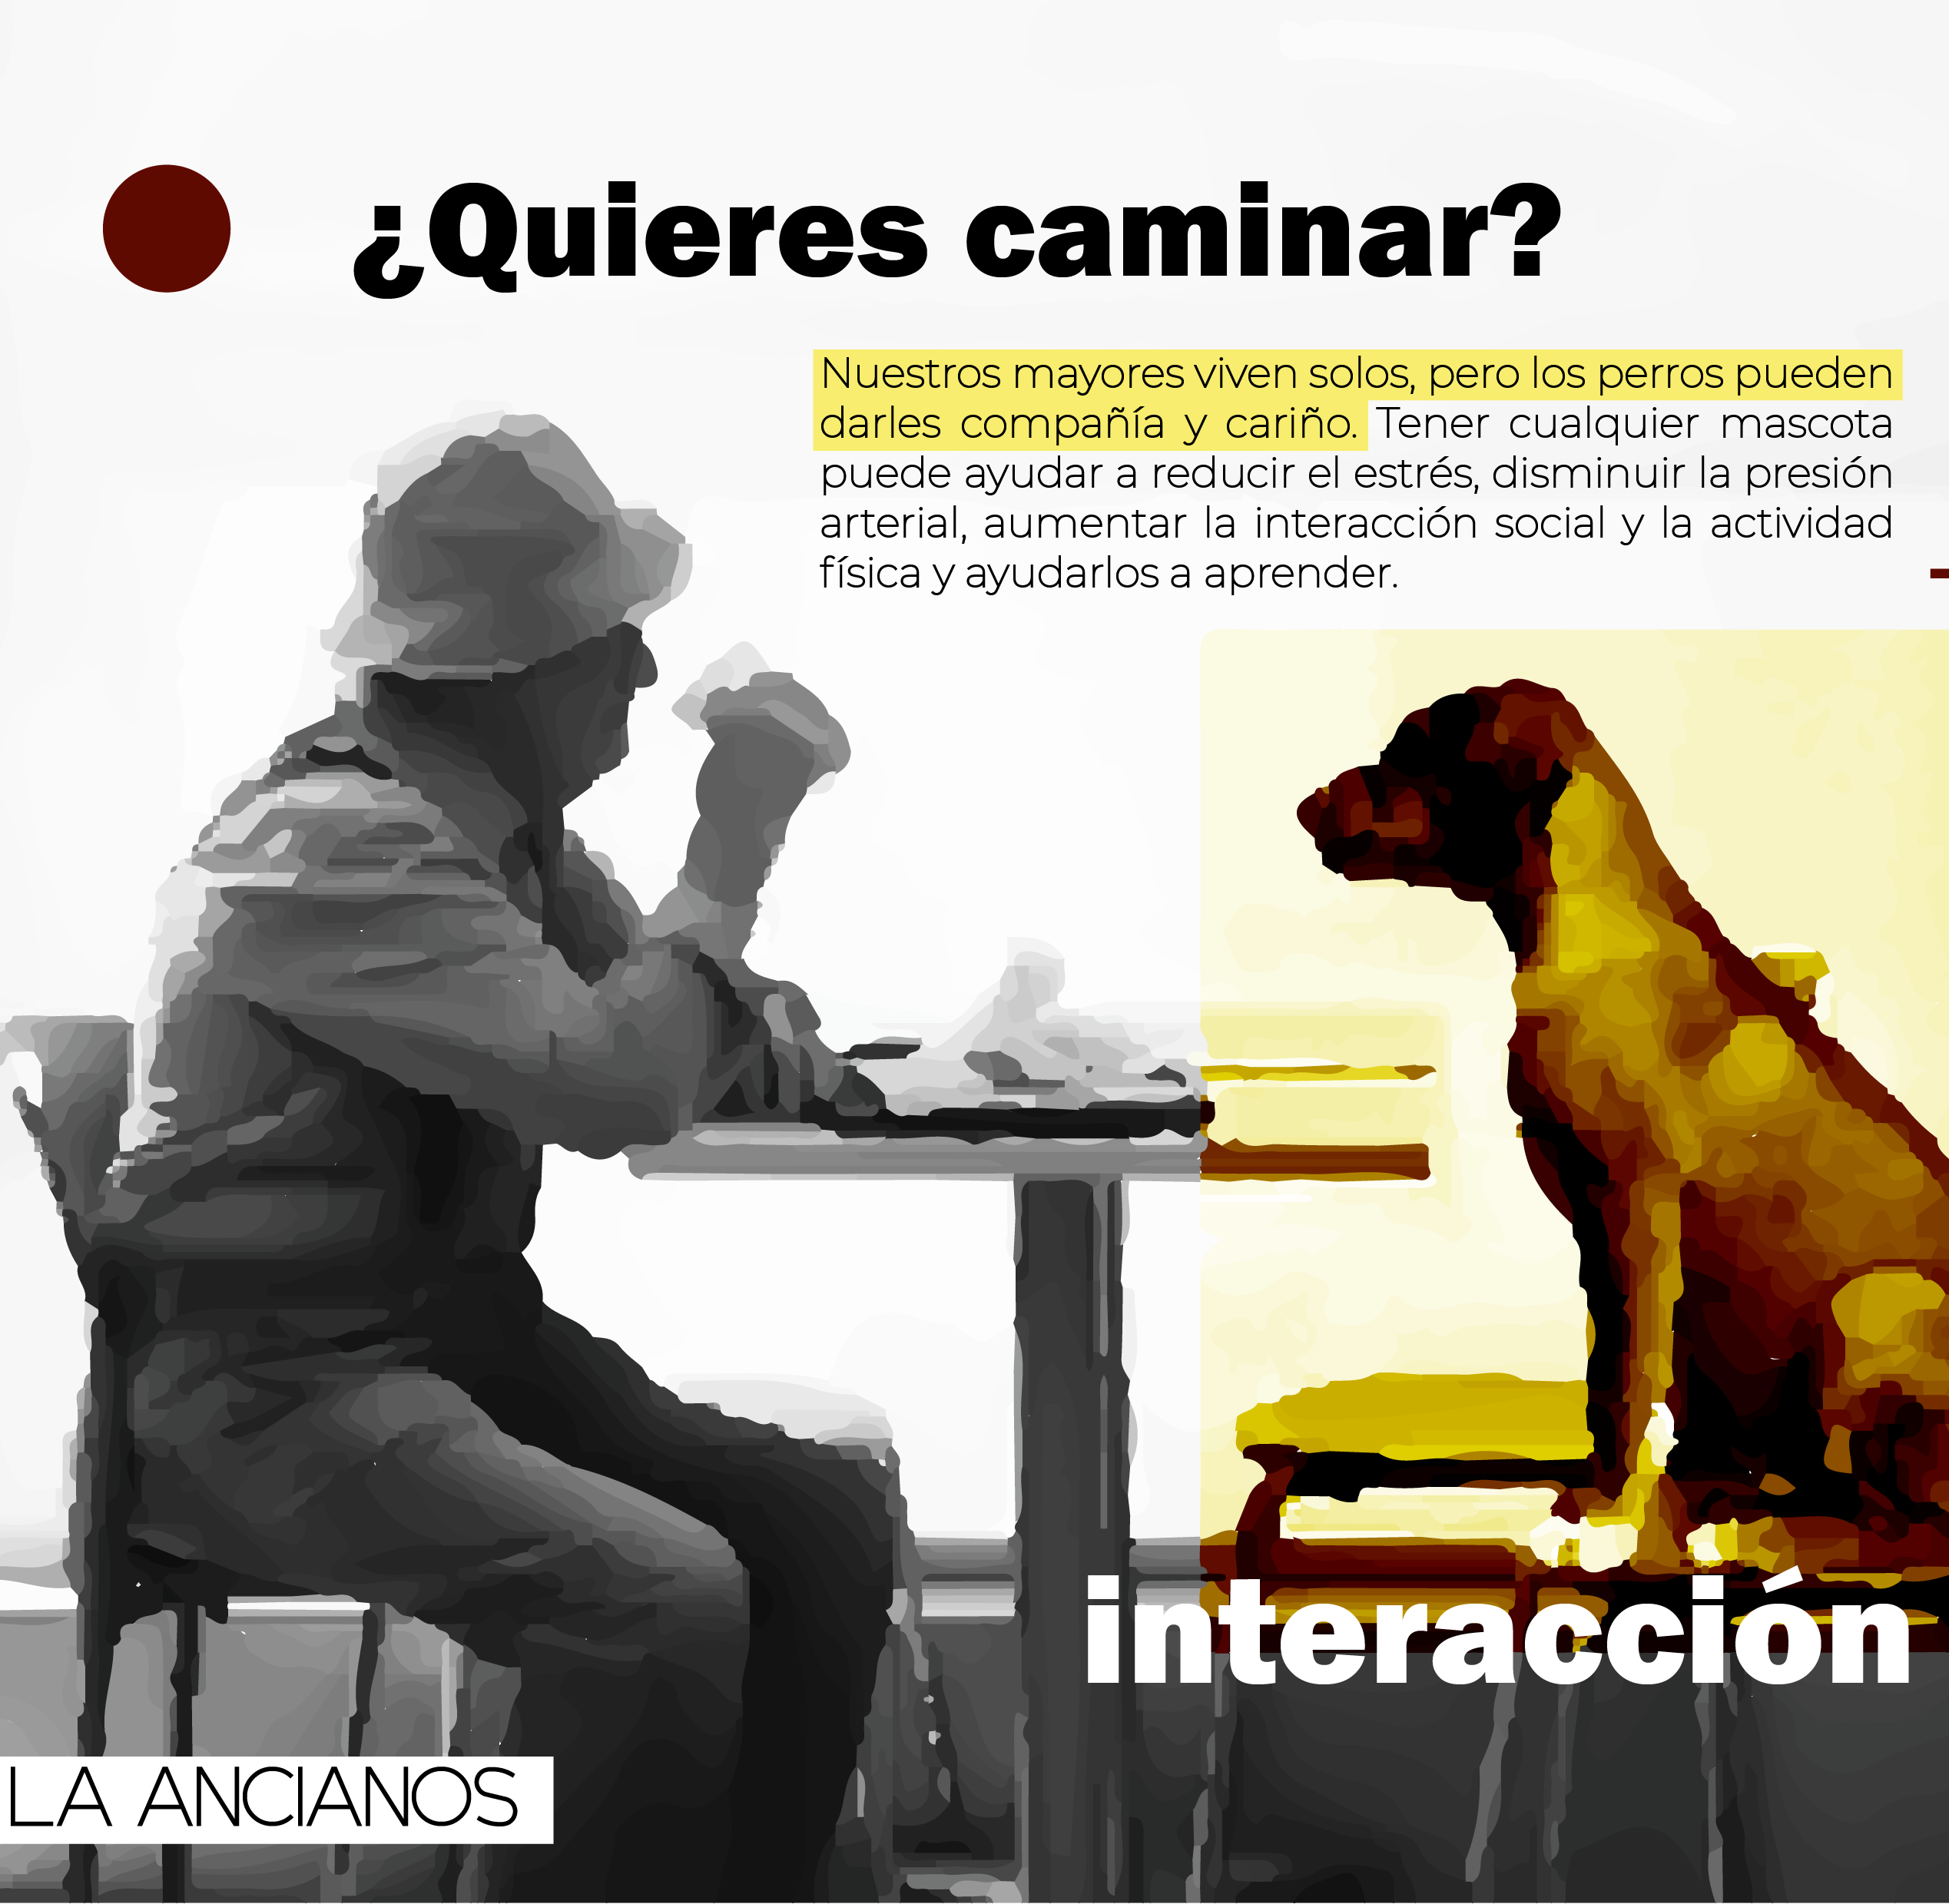 ¿Quieres caminar?
Nuestros mayores viven solos, pero los perros pueden
darles compañía y cariño. Tener cualquier mascota
puede ayudar a reducir el estrés, disminuir la presión
arterial, aumentar la interacción social y la actividad
física y ayudarlos a aprender.
interacción
LA ANCIANOS